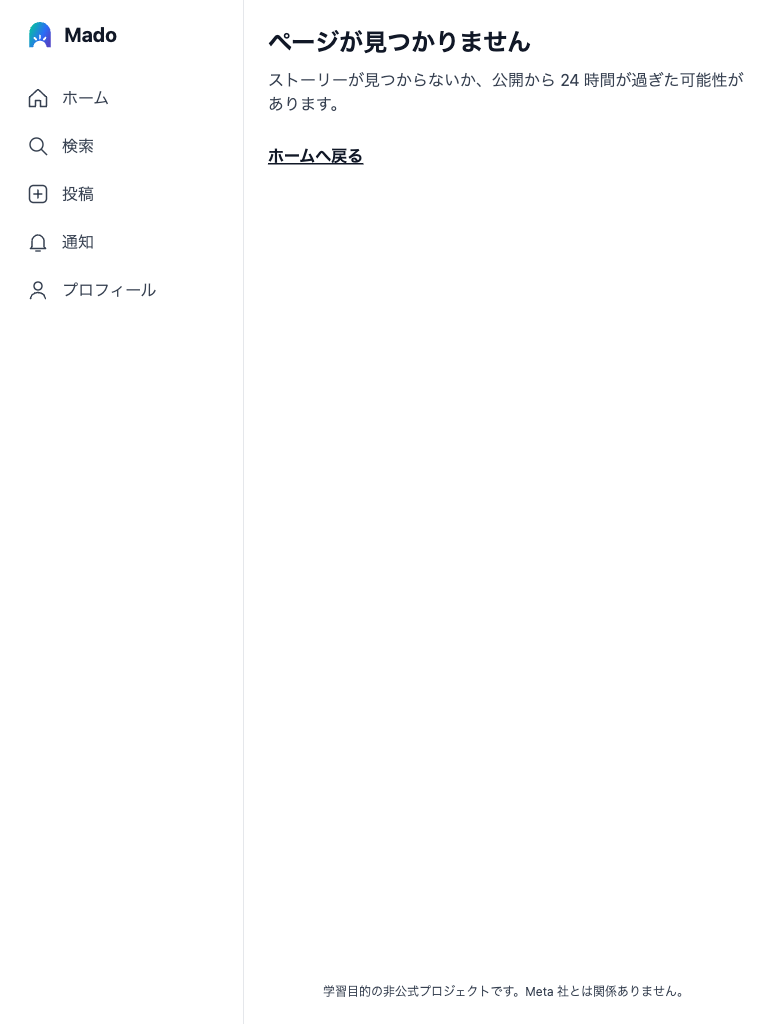 Mado
ホーム
検索
投稿
通知
プロフィール
ページが見つかりません
ストーリーが見つからないか、公開から 24 時間が過ぎた可能性が
あります。
ホームへ戻る
学習目的の非公式プロジェクトです。Meta 社とは関係ありません。